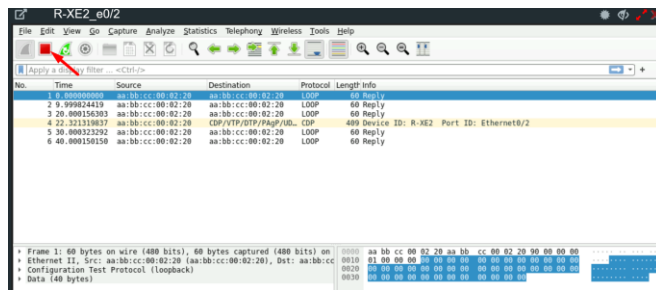 R-XE2_e0/2
File Edit View Go Capture Analyze Statistics Telephony Wireless Tools Help
Apply a display filter ... <Ctrl-/>
No. Time Source Destination Protocol Length Info
1 0.000000000 aa:bb:cc:00:02:20 aa:bb:cc:00:02:20 LOOP 60 Reply
2 9.999824419 aa:bb:cc:00:02:20 aa:bb:cc:00:02:20 LOOP 60 Reply
3 20.000156303 aa:bb:cc:00:02:20 aa:bb:cc:00:02:20 LOOP 60 Reply
4 22.321319837 aa:bb:cc:00:02:20 CDP/VTP/DTP/PAgP/UD… CDP 409 Device ID: R-XE2 Port ID: Ethernet0/2
5 30.000323292 aa:bb:cc:00:02:20 aa:bb:cc:00:02:20 LOOP 60 Reply
6 40.000150150 aa:bb:cc:00:02:20 aa:bb:cc:00:02:20 LOOP 60 Reply
Frame 1: 60 bytes on wire (480 bits), 60 bytes captured (480 bits) on
Ethernet II, Src: aa:bb:cc:00:02:20 (aa:bb:cc:00:02:20), Dst: aa:bb:cc
Configuration Test Protocol (loopback)
Data (40 bytes)
0000 aa bb cc 00 02 20 aa bb cc 00 02 20 90 00 00 00
0010 01 00 00 00 00 00 00 00 00 00 00 00 00 00 00 00
0020 00 00 00 00 00 00 00 00 00 00 00 00 00 00 00 00
0030 00 00 00 00 00 00 00 00 00 00 00 00